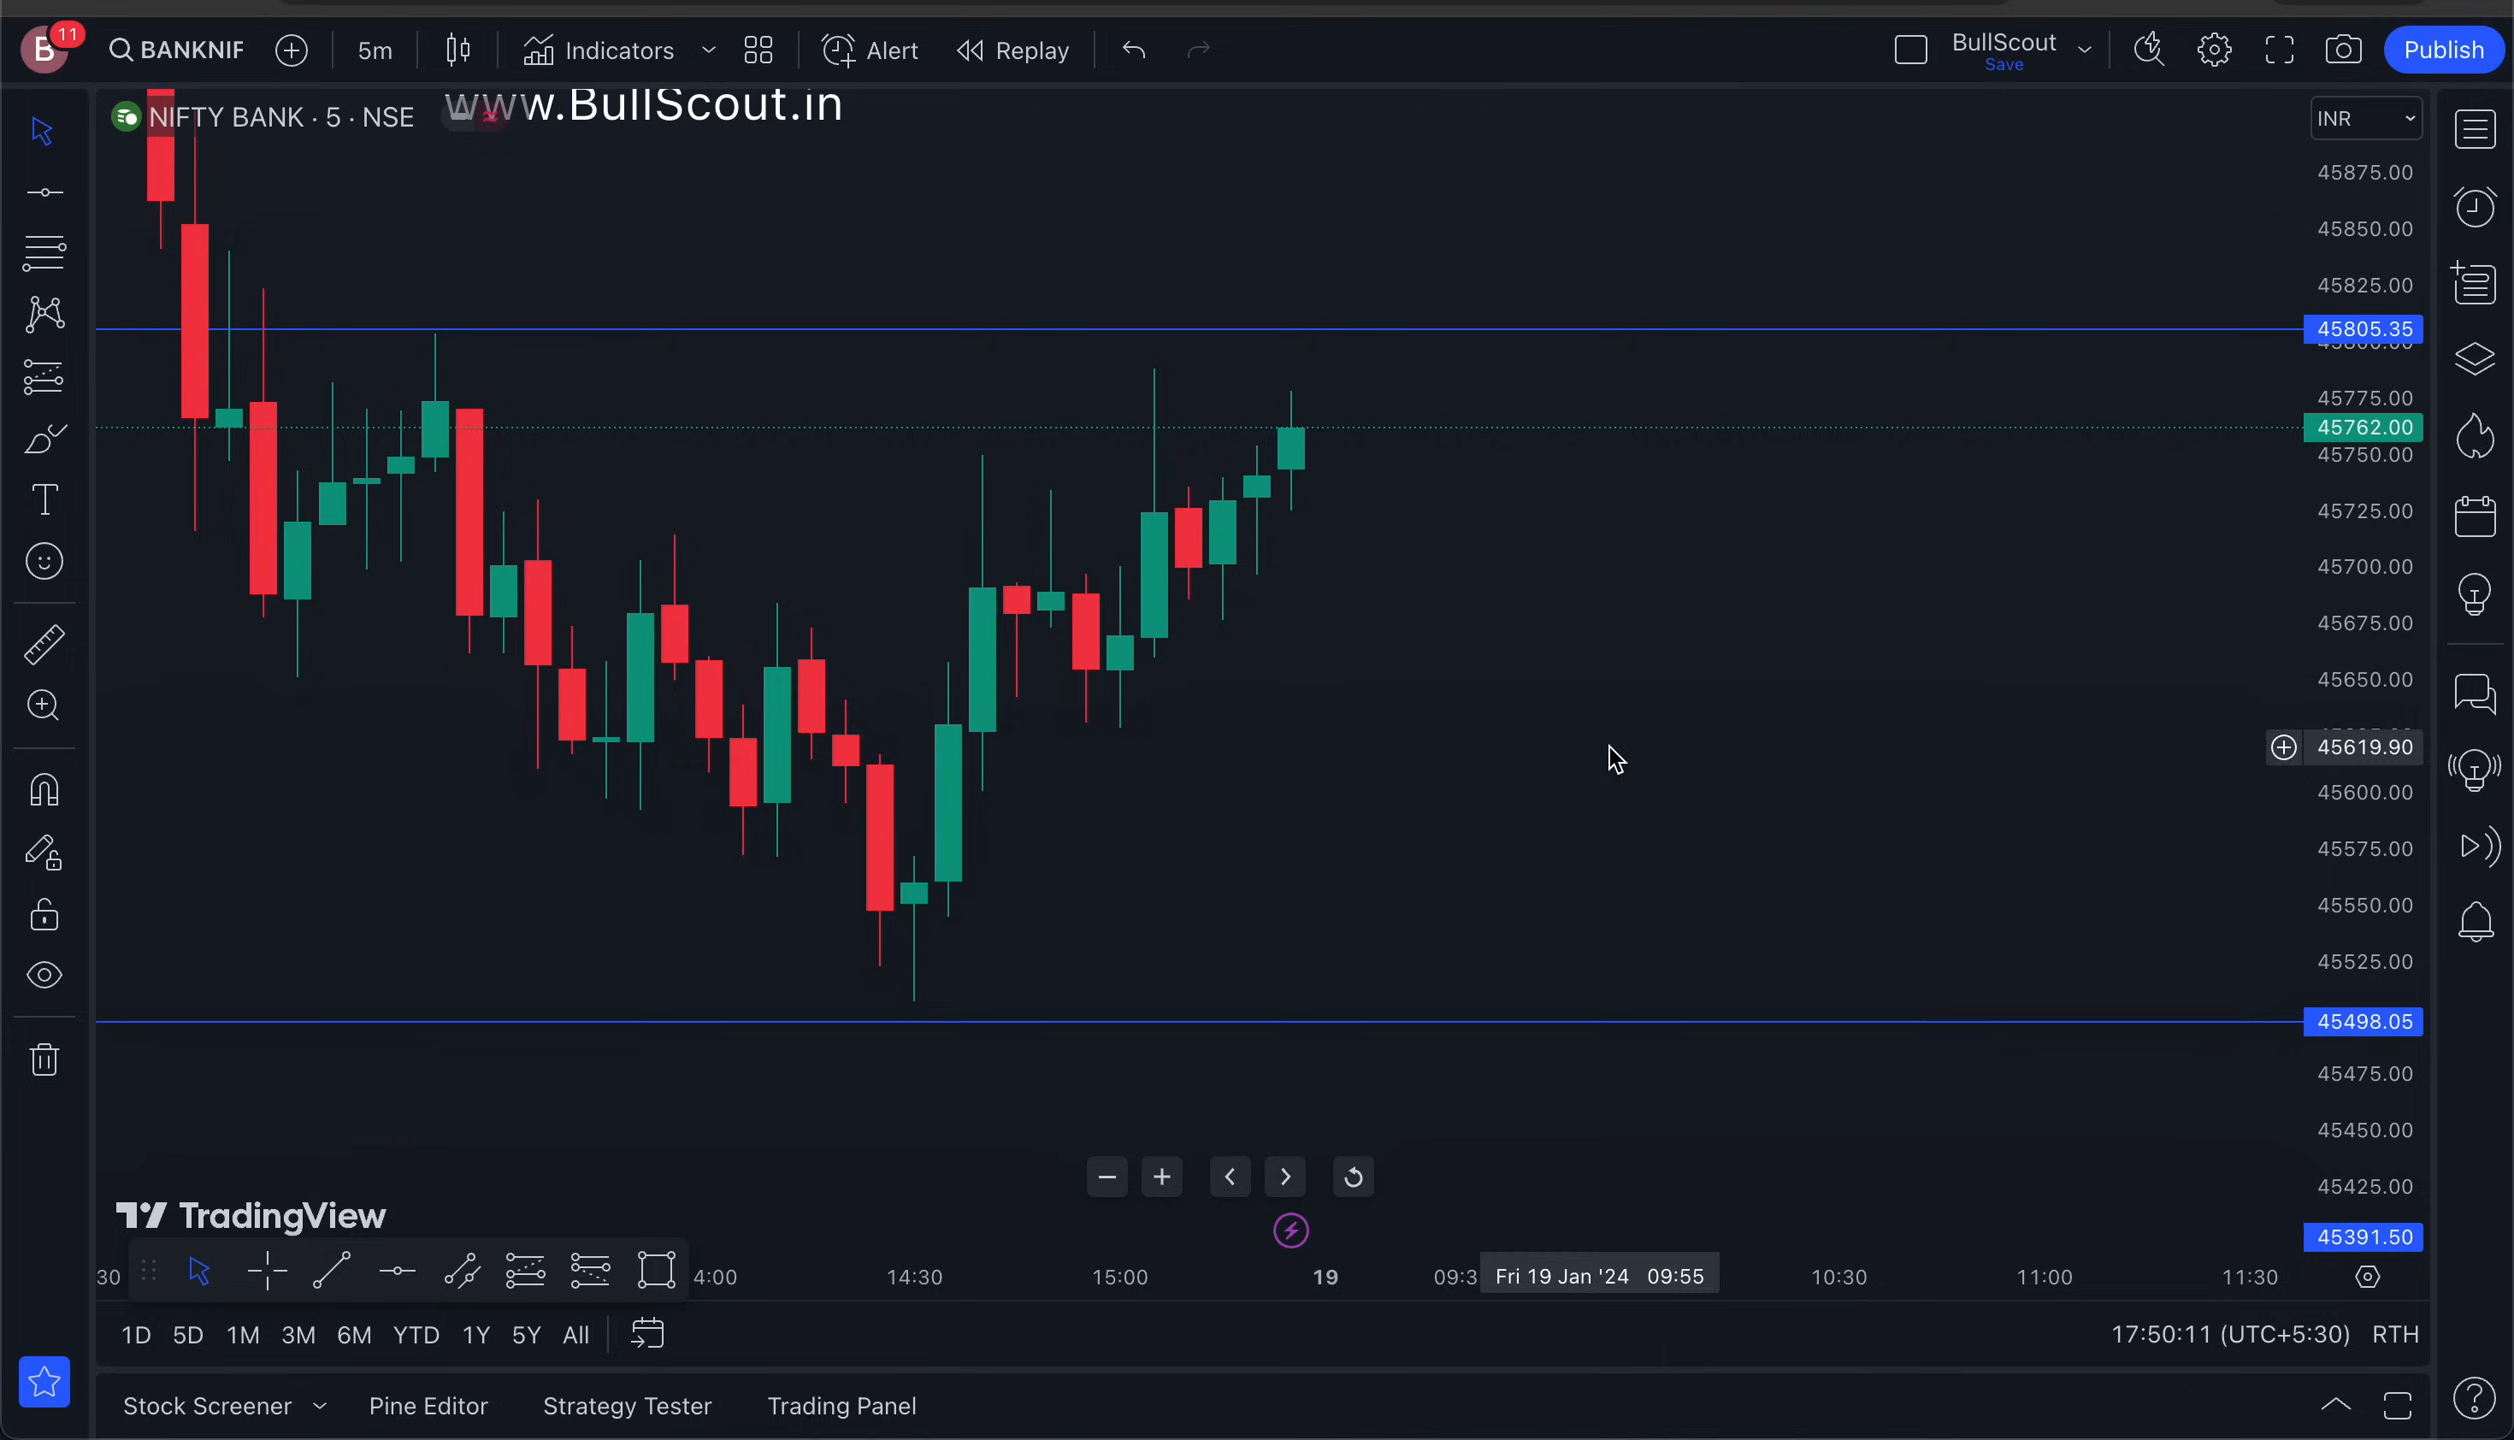 B 11 BANKNIF 5m Indicators Alert Replay BullScout Save Publish
www.BullScout.in
NIFTY BANK · 5 · NSE
INR
45875.00
45850.00
45825.00
45805.35
45800.00
45775.00
45762.00
45750.00
45725.00
45700.00
45675.00
45650.00
45619.90
45600.00
45575.00
45550.00
45525.00
45498.05
45475.00
45450.00
45425.00
45391.50
TradingView
30 4:00 14:30 15:00 19 09:3 Fri 19 Jan '24 09:55 10:30 11:00 11:30
1D 5D 1M 3M 6M YTD 1Y 5Y All 17:50:11 (UTC+5:30) RTH
Stock Screener Pine Editor Strategy Tester Trading Panel